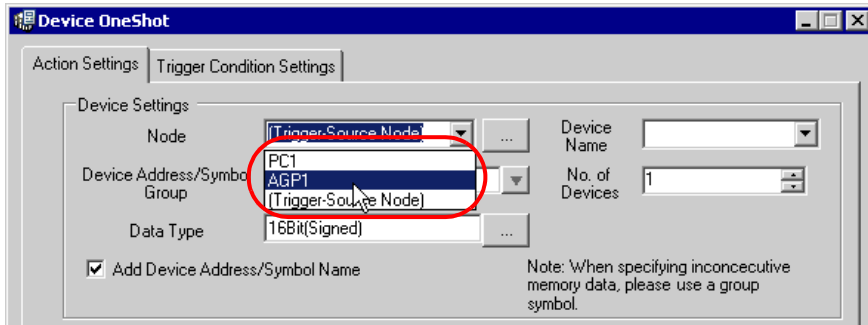 Device OneShot
Action Settings
Trigger Condition Settings
Device Settings
Node
(Trigger-Source Node)
...
Device
Name
PC1
AGP1
(Trigger-Source Node)
Device Address/Symbo
Group
No. of
Devices
1
Data Type
16Bit(Signed)
...
Add Device Address/Symbol Name
Note: When specifying inconcecutive
memory data, please use a group
symbol.